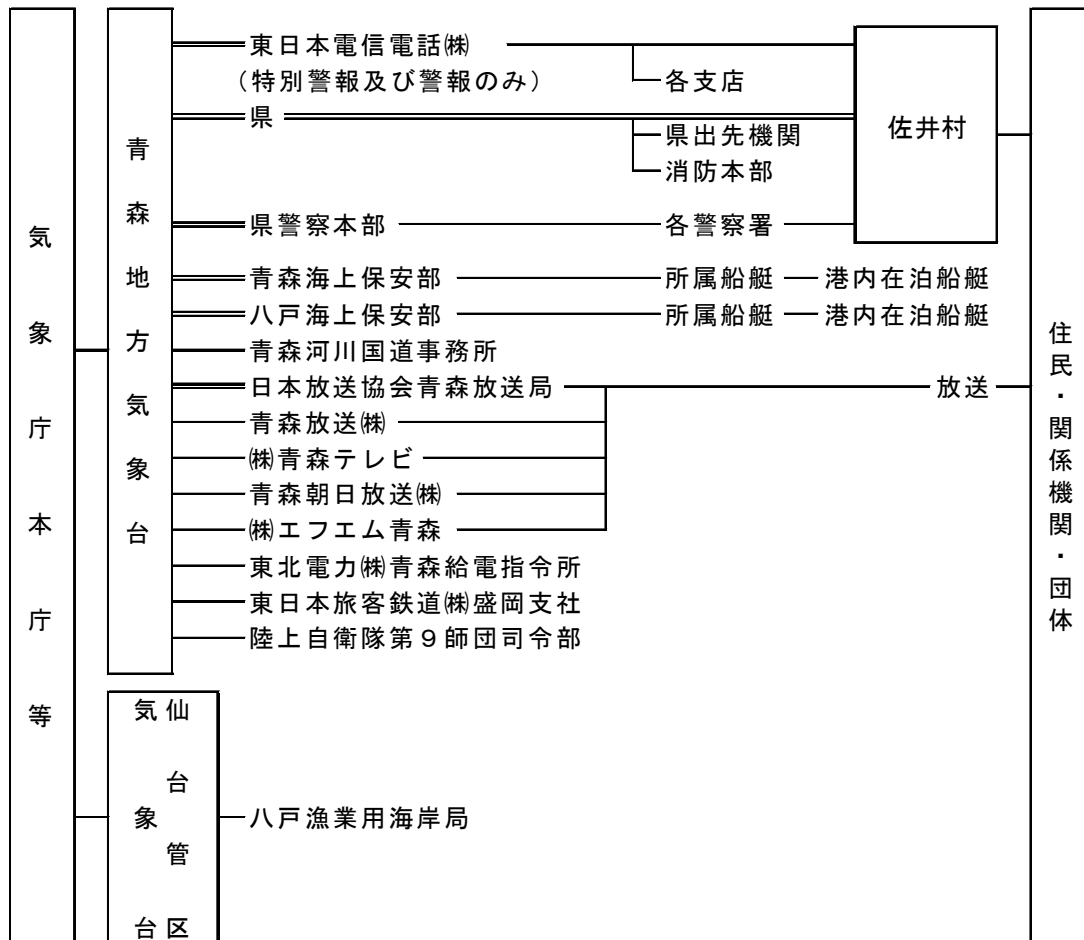 気象庁本庁等
青森地方気象台
東日本電信電話㈱
(特別警報及び警報のみ)
各支店
県
県出先機関
消防本部
県警察本部
各警察署
佐井村
青森海上保安部
所属船艇
港内在泊船艇
八戸海上保安部
所属船艇
港内在泊船艇
青森河川国道事務所
日本放送協会青森放送局
放送
青森放送㈱
㈱青森テレビ
青森朝日放送㈱
㈱エフエム青森
東北電力㈱青森給電指令所
東日本旅客鉄道㈱盛岡支社
陸上自衛隊第9師団司令部
仙台管区
気象台
八戸漁業用海岸局
住民・関係機関・団体